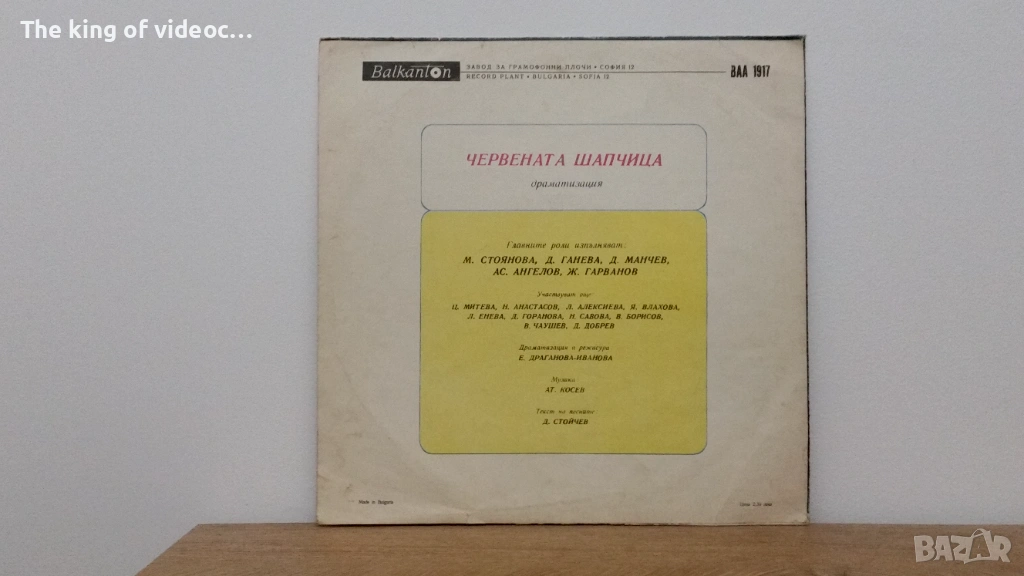 The king of videoc...
Balkanton
ЗАВОД ЗА ГРАМОФОННИ ПЛОЧИ • СОФИЯ 12
RECORD PLANT • BULGARIA • SOFIA 12
ВАА 1917
ЧЕРВЕНАТА ШАПЧИЦА
драматизация
Главните роли изпълняват:
М. СТОЯНОВА, Д. ГАНЕВА, Д. МАНЧЕВ,
АС. АНГЕЛОВ, Ж. ГАРВАНОВ
Участвуват още:
Ц. МИТЕВА, Н. АНАСТАСОВ, Л. АЛЕКСИЕВА, Я. ВЛАХОВА,
Л. ЕНЕВА, Д. ГОРАНОВА, Н. САВОВА, В. БОРИСОВ,
В. ЧАУШЕВ, Д. ДОБРЕВ
Драматизация и режисура
Е. ДРАГАНОВА-ИВАНОВА
Музика
АТ. КОСЕВ
Текст на песните
Д. СТОЙЧЕВ
Made in Bulgaria
Цена
BAZAR